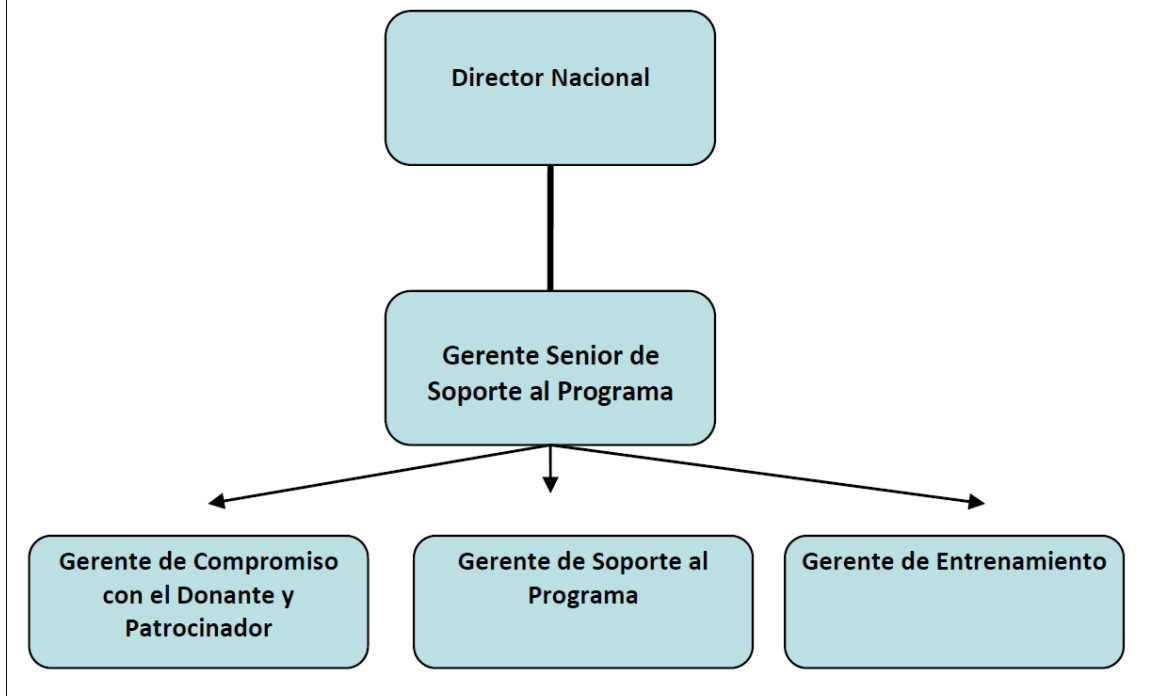 Director Nacional
Gerente Senior de
Soporte al Programa
Gerente de Compromiso
con el Donante y
Patrocinador
Gerente de Soporte al
Programa
Gerente de Entrenamiento